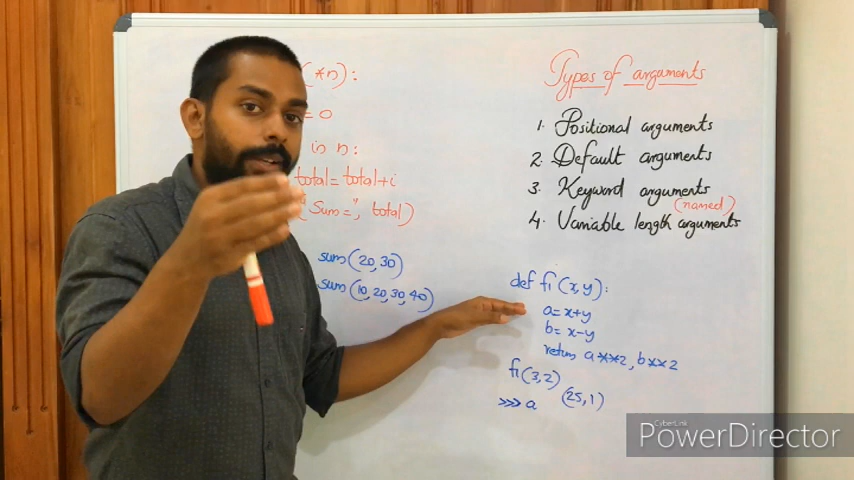 (*n):
= 0
in n:
total=total+i
("Sum=", total)
sum(20,30)
sum(10,20,30,40)
Types of arguments
1. Positional arguments
2. Default arguments
3. Keyword arguments
(named)
4. Variable length arguments
def f1(x,y):
a=x+y
b=x-y
return a**2, b**2
f1(3,2)
(25,1)
>>> a
CyberLink
PowerDirector